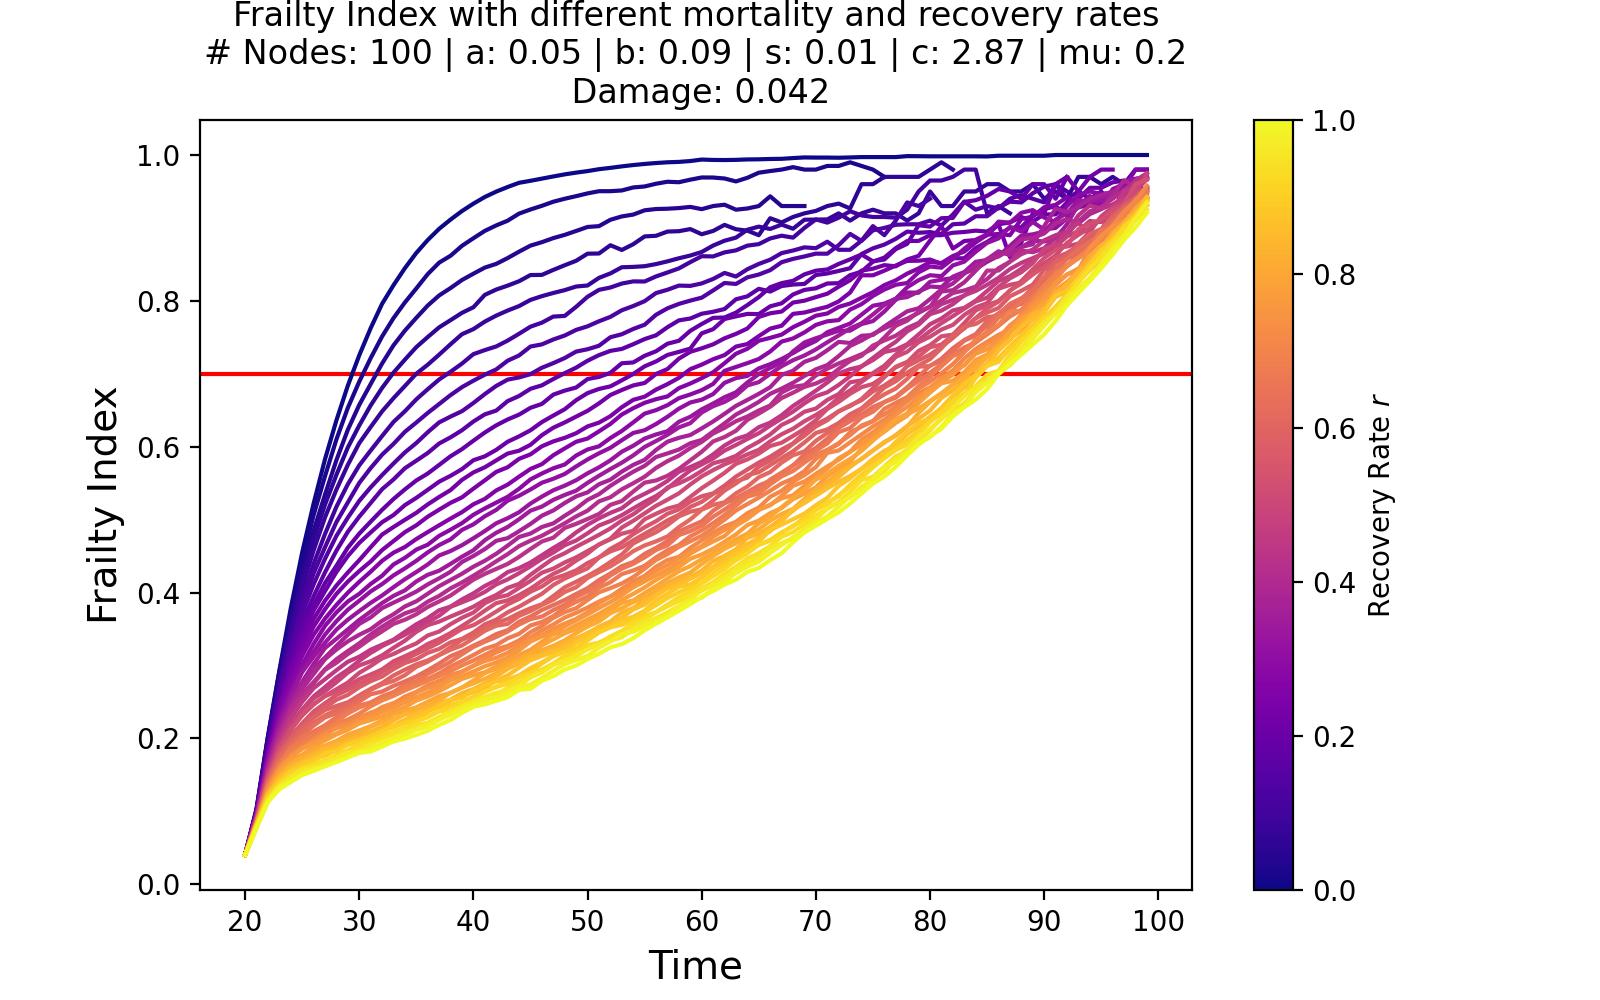 Frailty Index with different mortality and recovery rates
# Nodes: 100 | a: 0.05 | b: 0.09 | s: 0.01 | c: 2.87 | mu: 0.2
Damage: 0.042
Frailty Index
1.0
0.8
0.6
0.4
0.2
0.0
20 30 40 50 60 70 80 90 100
Time
1.0
0.8
0.6
0.4
0.2
0.0
Recovery Rate r